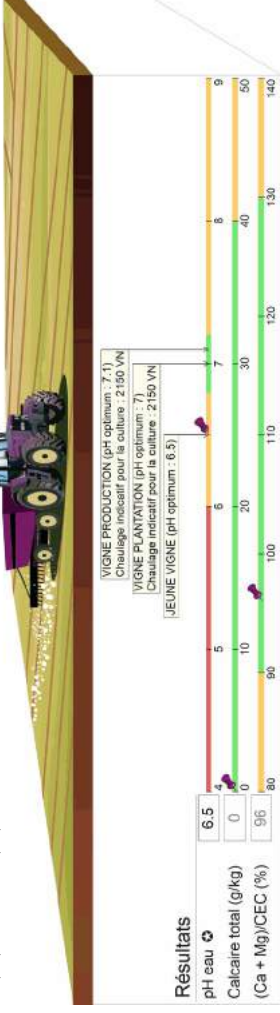 VIGNE PRODUCTION (pH optimum : 7.1)
Chaulage indicatif pour la culture : 2150 VN
VIGNE PLANTATION (pH optimum : 7)
Chaulage indicatif pour la culture : 2150 VN
JEUNE VIGNE (pH optimum : 6.5)
Résultats
pH eau 6.5
4 5 6 7 8 9
Calcaire total (g/kg) 0
0 10 20 30 40 50
(Ca + Mg)/CEC (%) 96
80 90 100 110 120 130 140